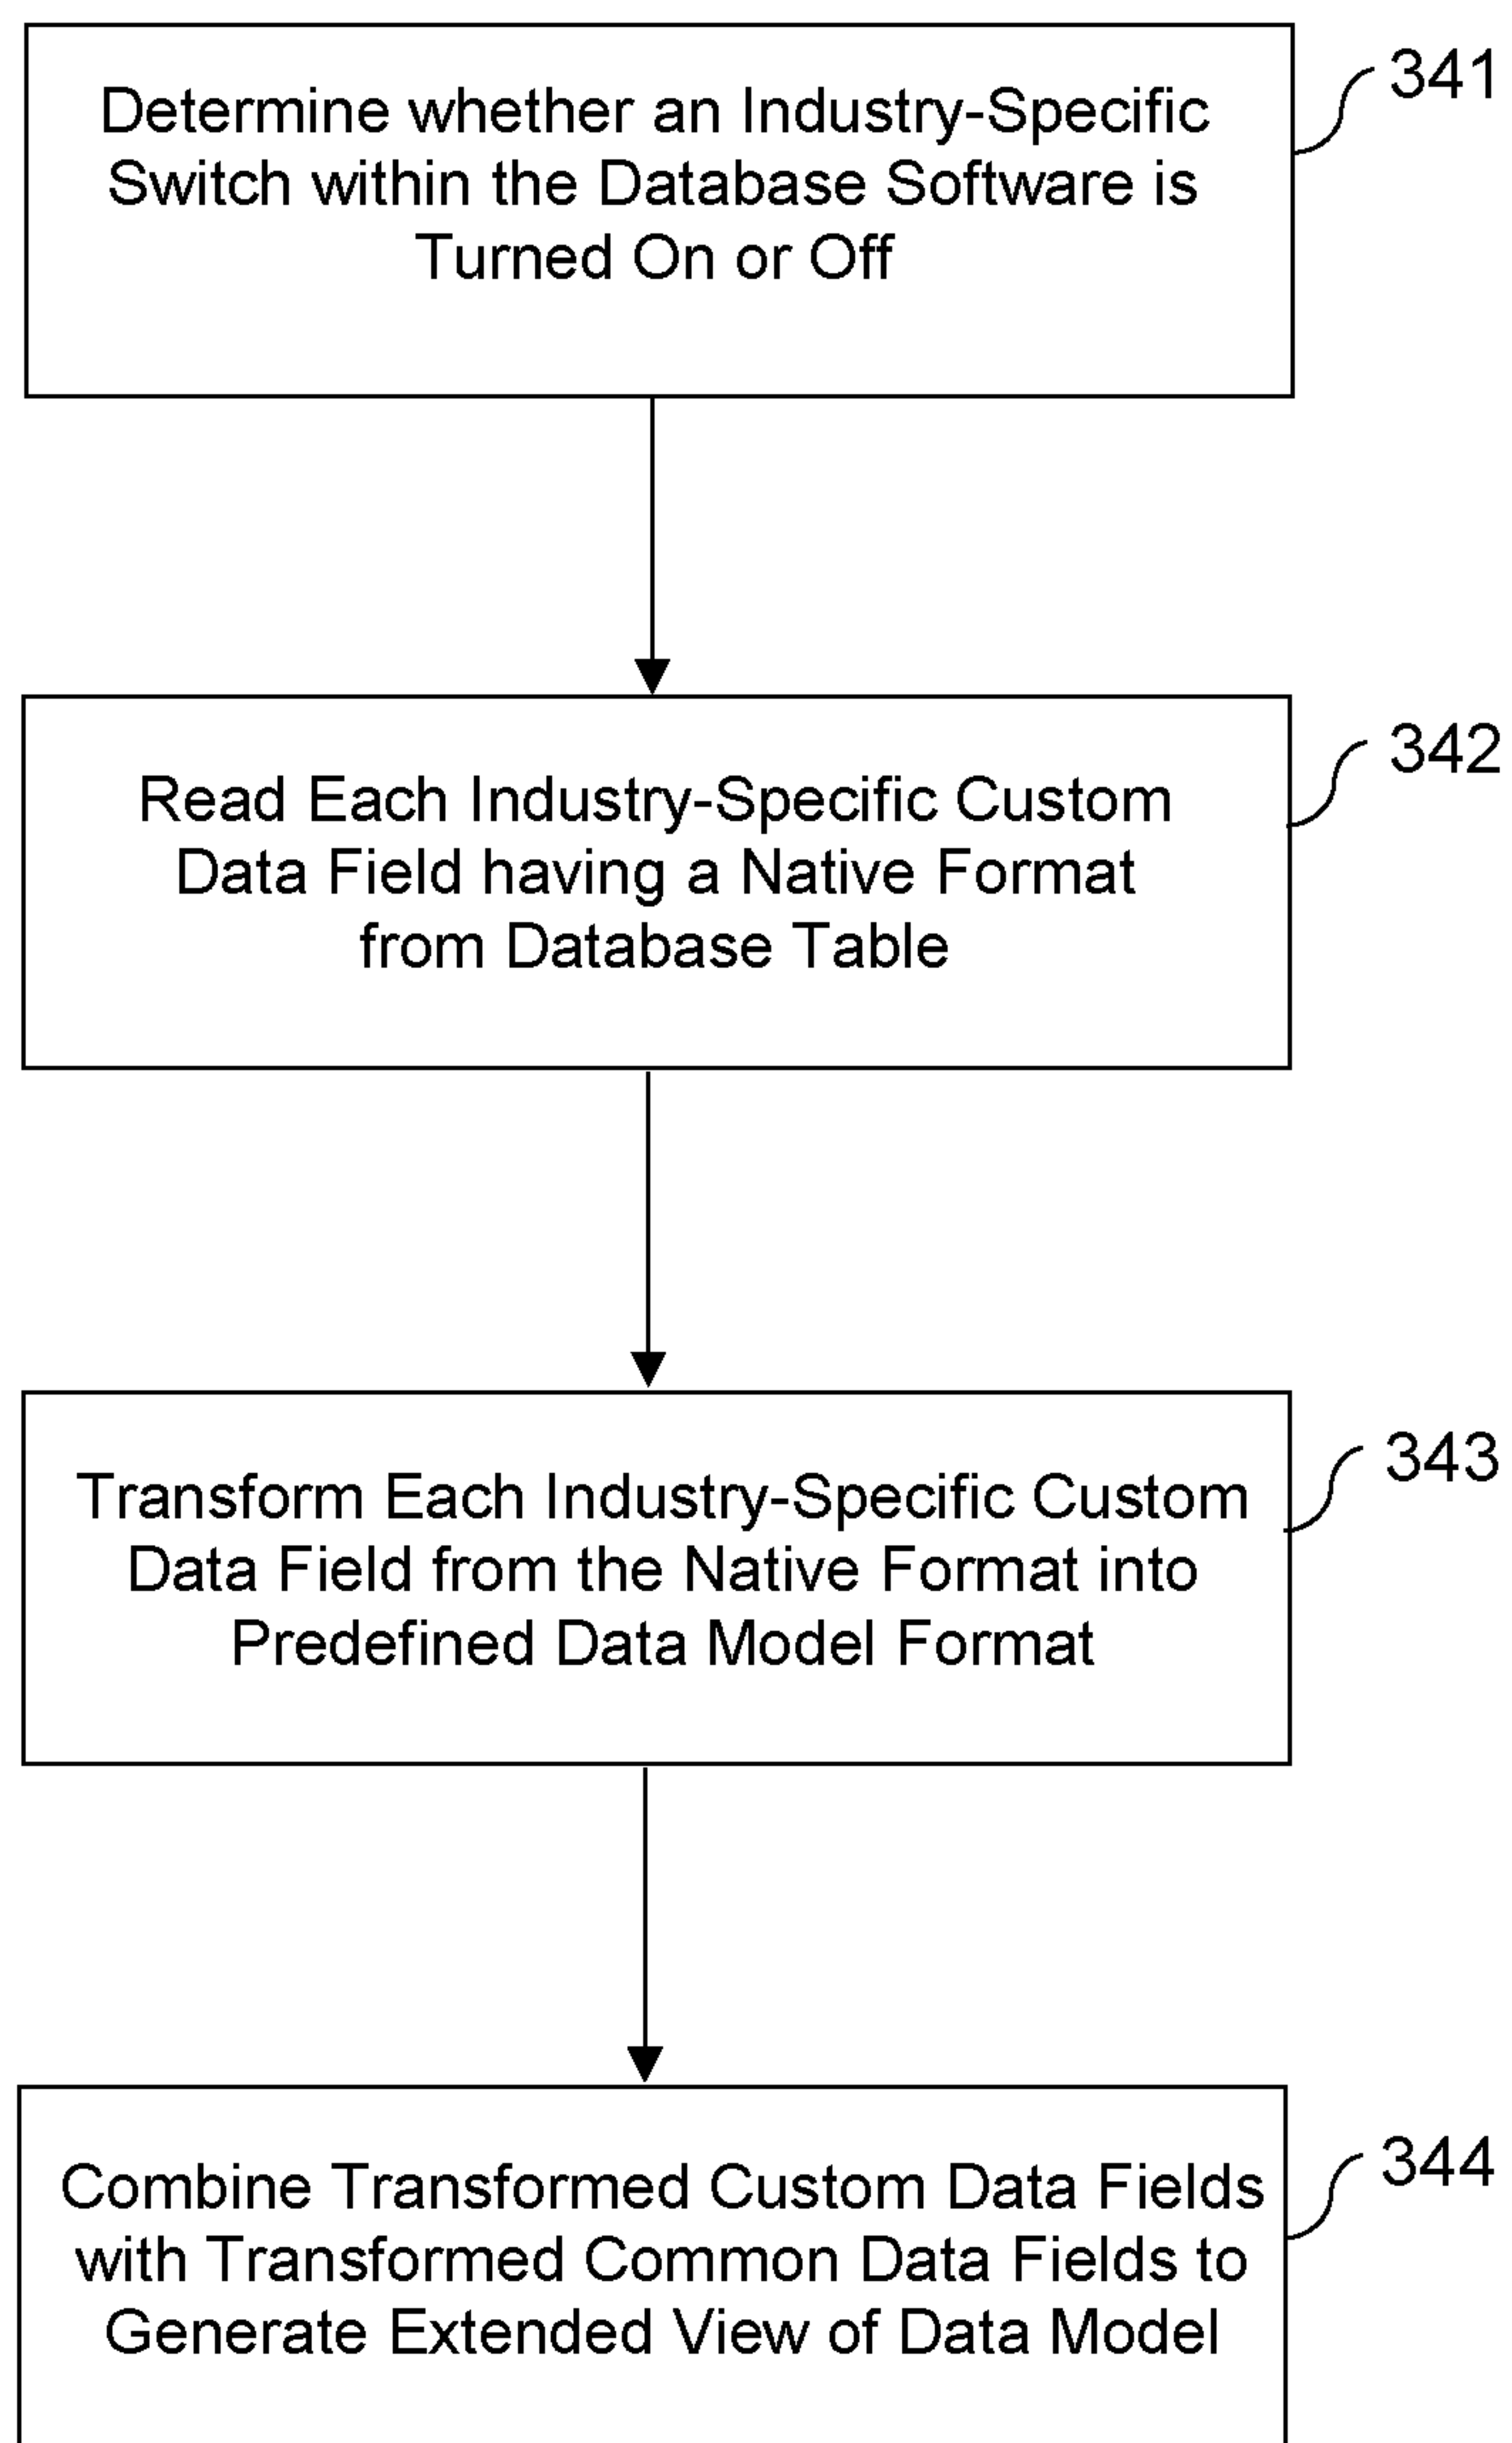 Determine whether an Industry-Specific
Switch within the Database Software is
Turned On or Off
341
Read Each Industry-Specific Custom
Data Field having a Native Format
from Database Table
342
Transform Each Industry-Specific Custom
Data Field from the Native Format into
Predefined Data Model Format
343
Combine Transformed Custom Data Fields
with Transformed Common Data Fields to
Generate Extended View of Data Model
344